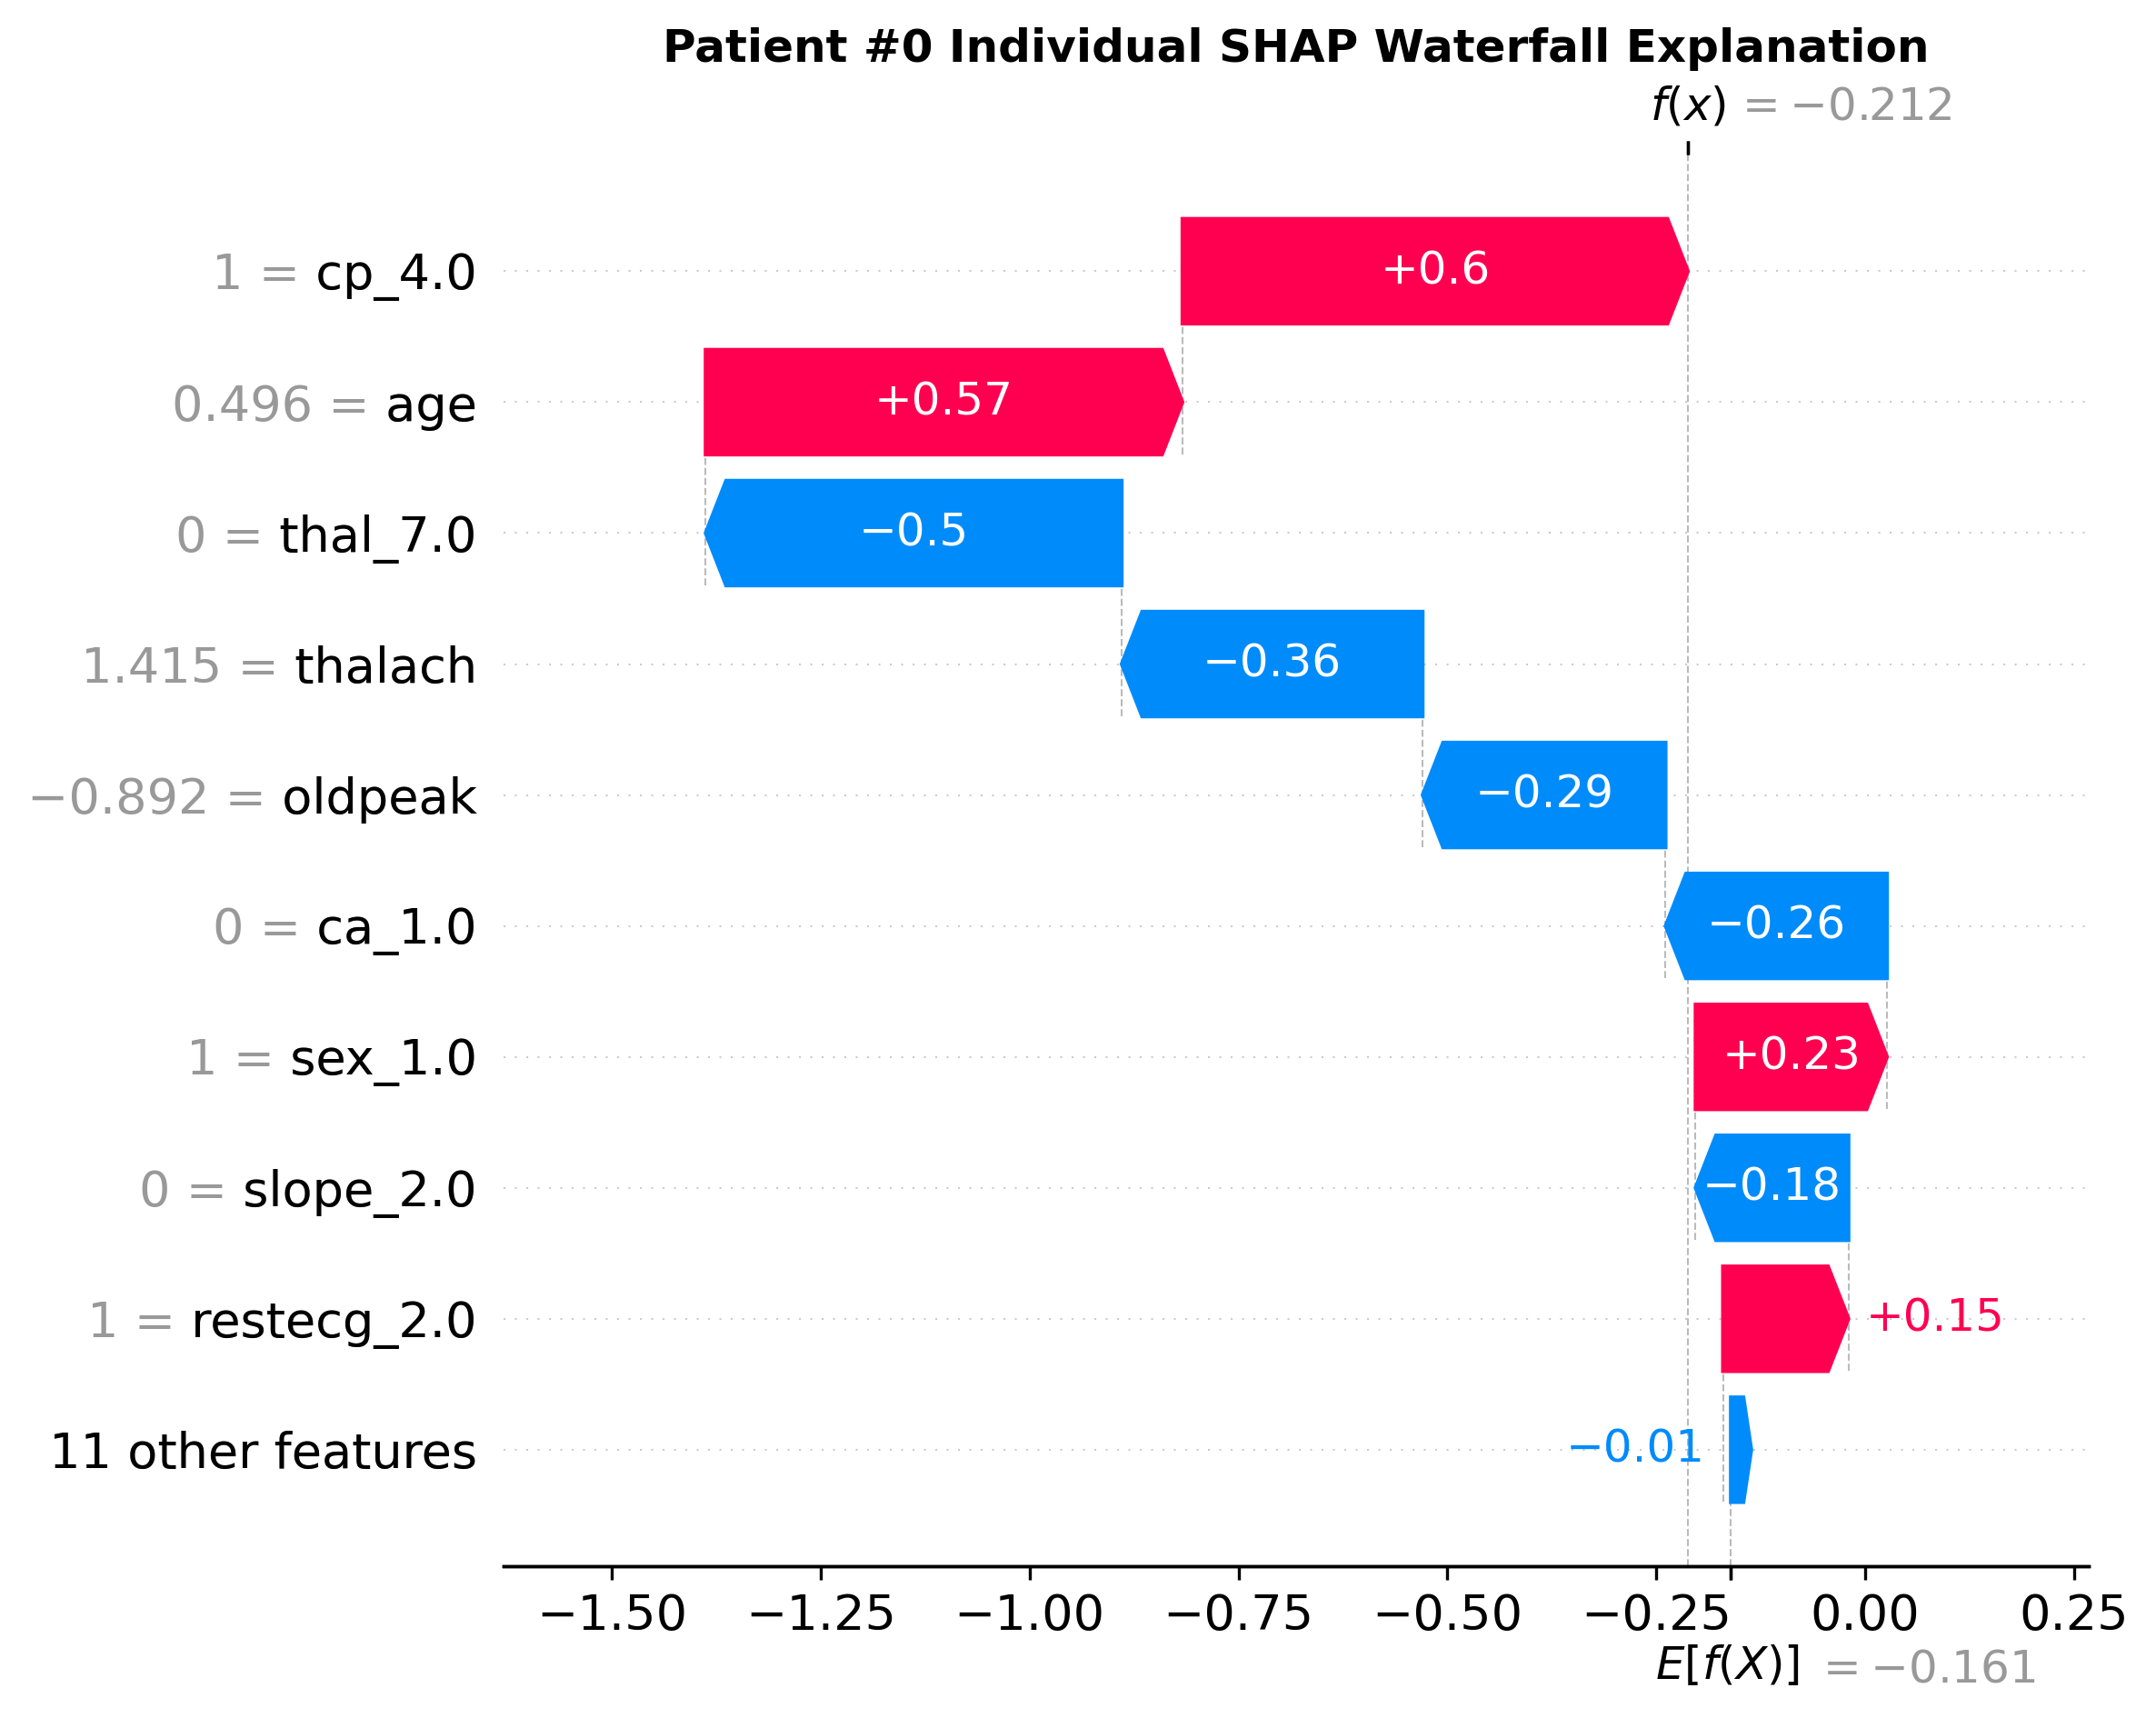 Patient #0 Individual SHAP Waterfall Explanation
f(x) = −0.212
1 = cp_4.0
+0.6
0.496 = age
+0.57
0 = thal_7.0
−0.5
1.415 = thalach
−0.36
−0.892 = oldpeak
−0.29
0 = ca_1.0
−0.26
1 = sex_1.0
+0.23
0 = slope_2.0
−0.18
1 = restecg_2.0
+0.15
11 other features
−0.01
−1.50 −1.25 −1.00 −0.75 −0.50 −0.25 0.00 0.25
E[f(X)] = −0.161